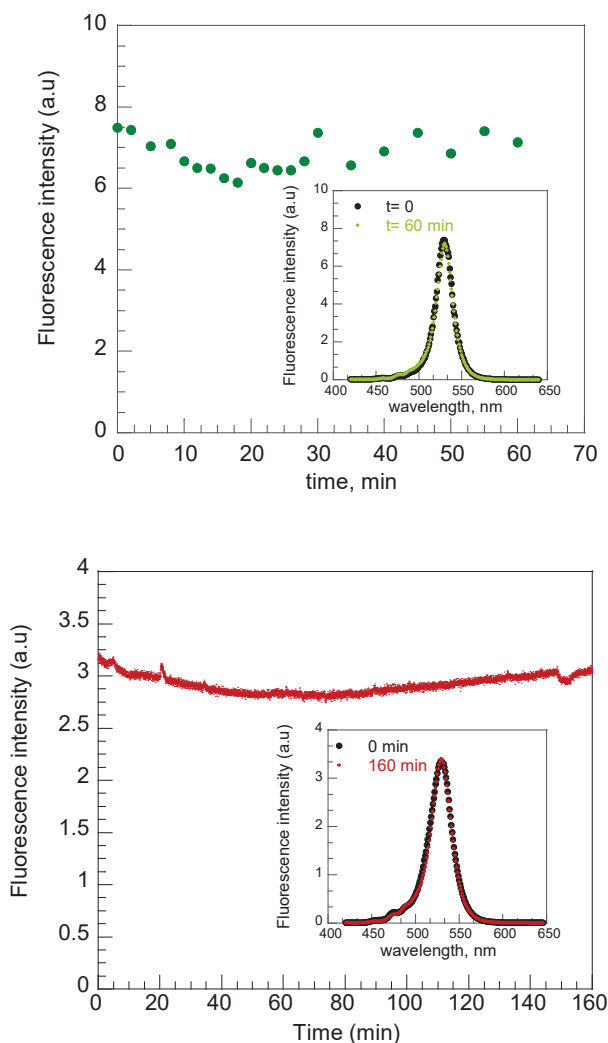 10
8
6
4
2
0
Fluorescence intensity (a.u)
0 10 20 30 40 50 60 70
time, min
10
8
6
4
2
0
Fluorescence intensity (a.u)
t= 0
t= 60 min
400 450 500 550 600 650
wavelength, nm
4
3.5
3
2.5
2
1.5
1
0.5
0
Fluorescence intensity (a.u)
0 20 40 60 80 100 120 140 160
Time (min)
4
3
2
1
0
Fluorescence intensity (a.u)
0 min
160 min
400 450 500 550 600 650
wavelength, nm